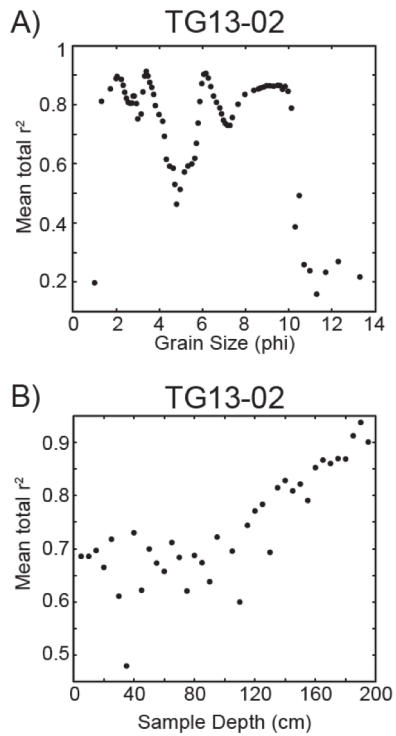 A) TG13-02
1
0.8
0.6
0.4
0.2
Mean total r²
0 2 4 6 8 10 12 14
Grain Size (phi)
B) TG13-02
0.9
0.8
0.7
0.6
0.5
Mean total r²
0 40 80 120 160 200
Sample Depth (cm)